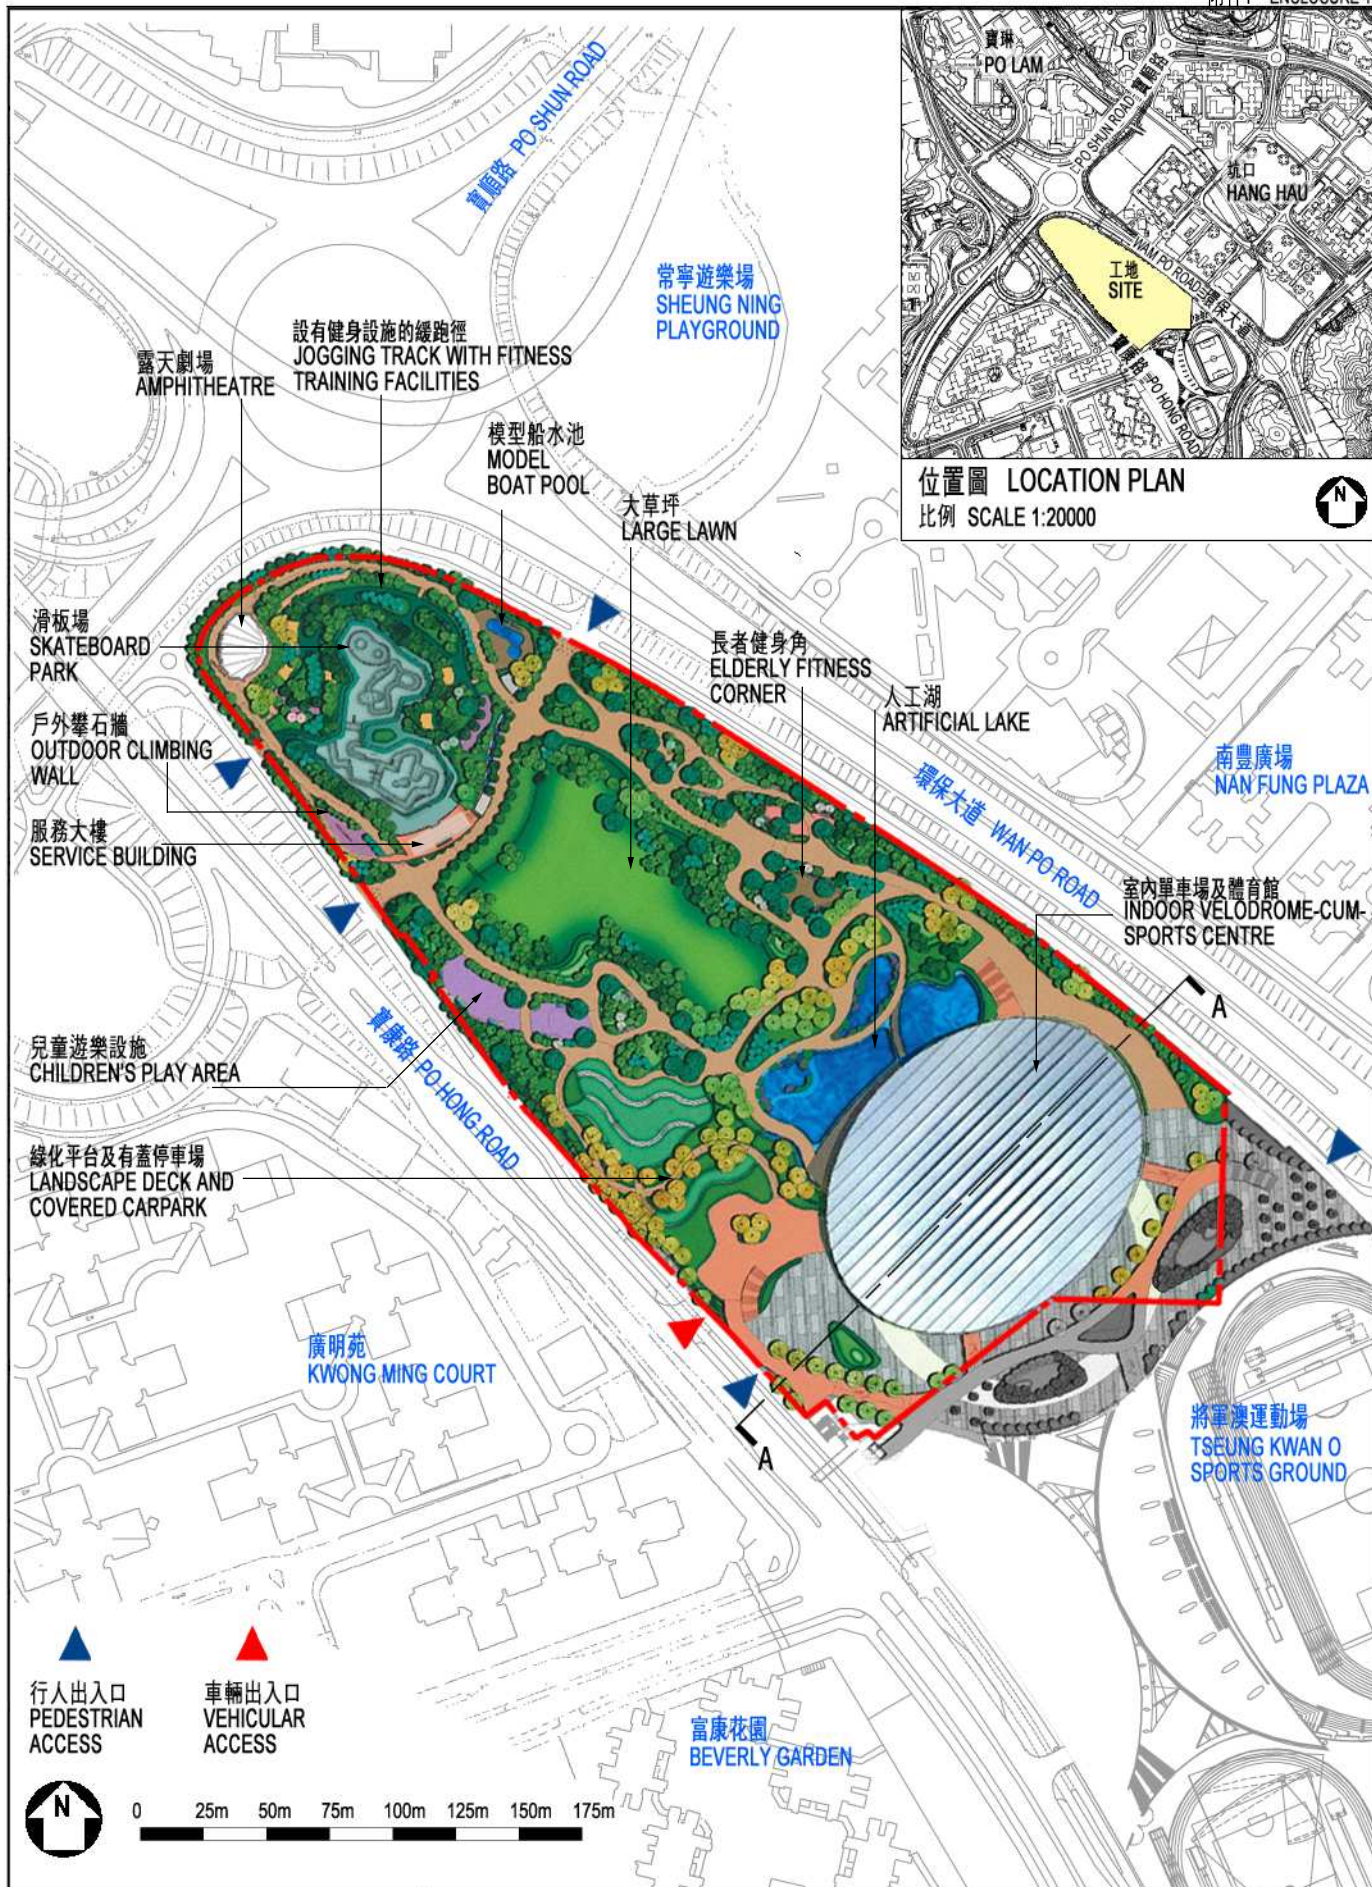 附件1 ENCLOSURE 1
寶琳
PO LAM
寶順路
PO SHUN ROAD
坑口
HANG HAU
工地
SITE
WAM PO ROAD 環保大道
寶康路 PO HONG ROAD
位置圖 LOCATION PLAN
比例 SCALE 1:20000
N
寶順路 PO SHUN ROAD
常寧遊樂場
SHEUNG NING
PLAYGROUND
設有健身設施的緩跑徑
JOGGING TRACK WITH FITNESS
TRAINING FACILITIES
露天劇場
AMPHITHEATRE
模型船水池
MODEL
BOAT POOL
大草坪
LARGE LAWN
滑板場
SKATEBOARD
PARK
長者健身角
ELDERLY FITNESS
CORNER
人工湖
ARTIFICIAL LAKE
戶外攀石牆
OUTDOOR CLIMBING
WALL
南豐廣場
NAN FUNG PLAZA
環保大道 WAN PO ROAD
服務大樓
SERVICE BUILDING
室內單車場及體育館
INDOOR VELODROME-CUM-
SPORTS CENTRE
A
兒童遊樂設施
CHILDREN'S PLAY AREA
寶康路 PO HONG ROAD
綠化平台及有蓋停車場
LANDSCAPE DECK AND
COVERED CARPARK
廣明苑
KWONG MING COURT
將軍澳運動場
TSEUNG KWAN O
SPORTS GROUND
A
行人出入口
PEDESTRIAN
ACCESS
車輛出入口
VEHICULAR
ACCESS
富康花園
BEVERLY GARDEN
N
0 25m 50m 75m 100m 125m 150m 175m